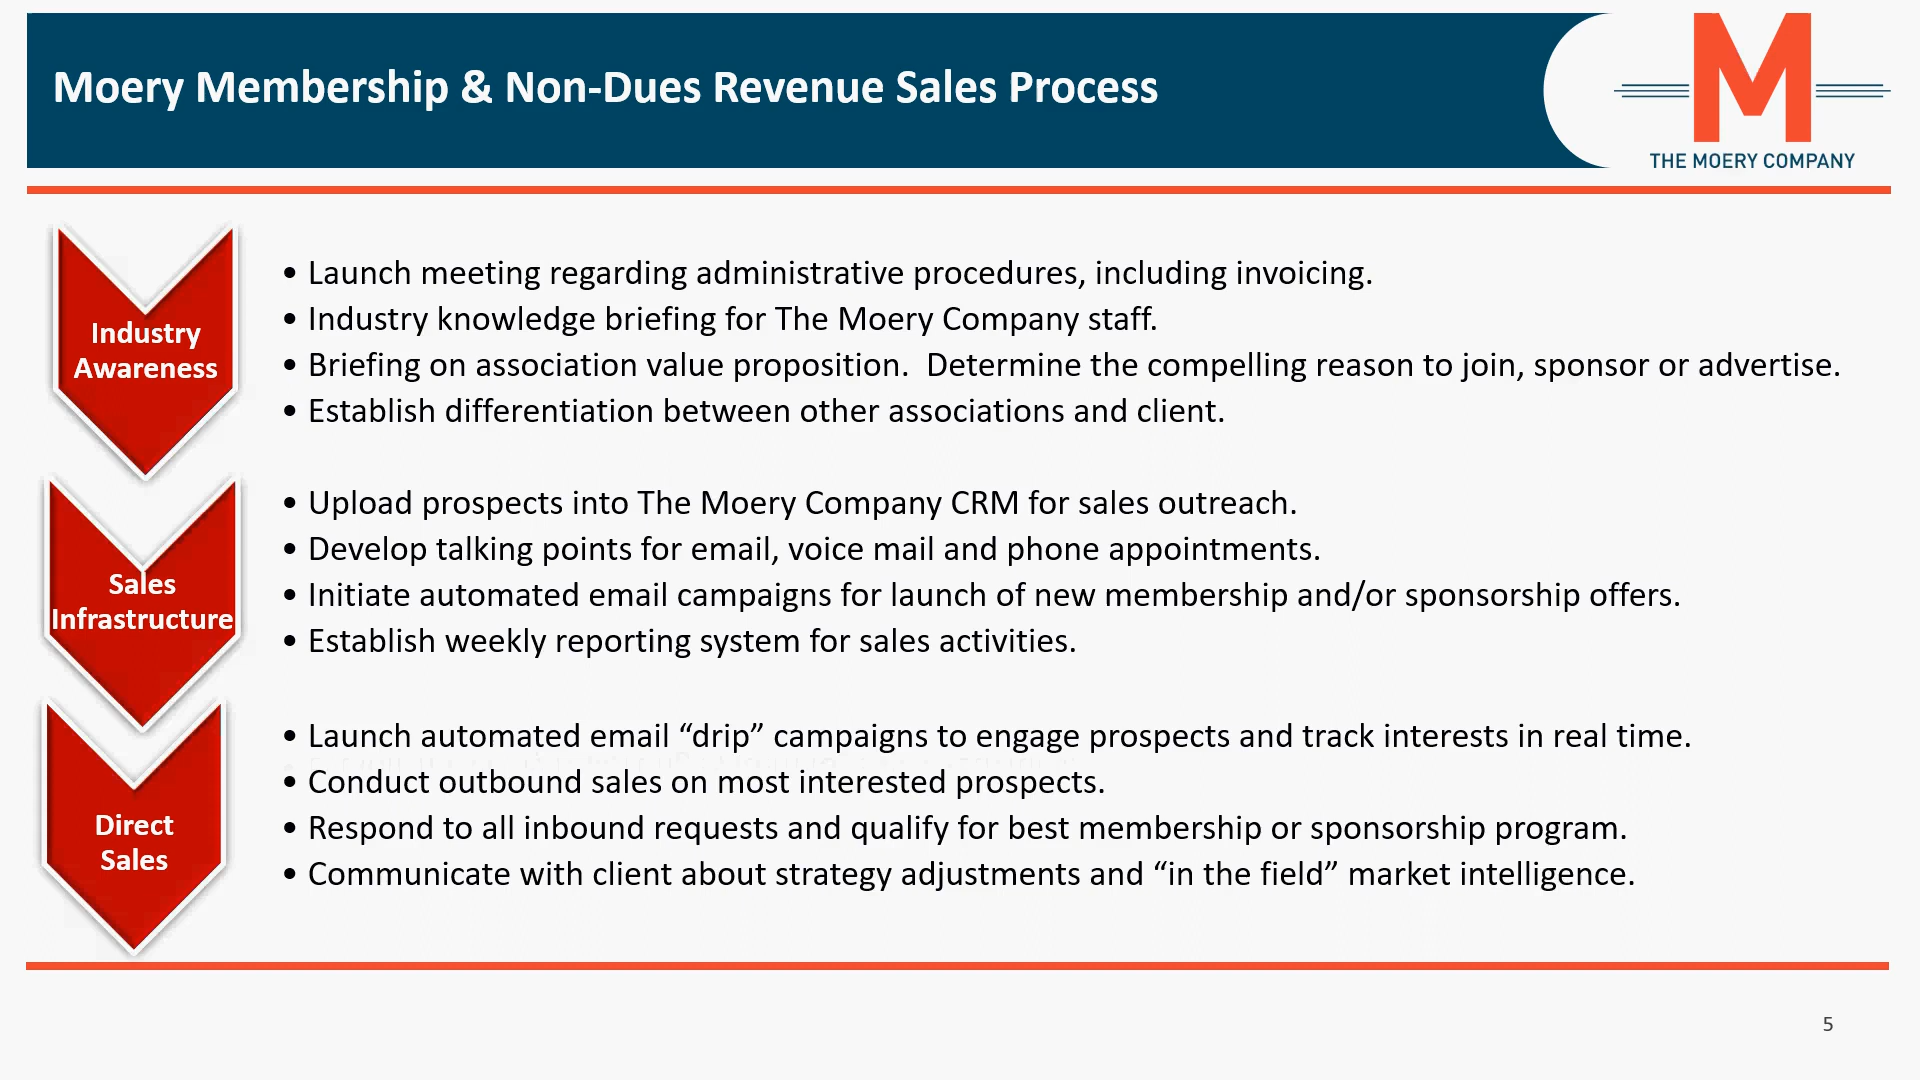 Moery Membership & Non-Dues Revenue Sales Process
M
THE MOERY COMPANY
Industry
Awareness
• Launch meeting regarding administrative procedures, including invoicing.
• Industry knowledge briefing for The Moery Company staff.
• Briefing on association value proposition.  Determine the compelling reason to join, sponsor or advertise.
• Establish differentiation between other associations and client.
Sales
Infrastructure
• Upload prospects into The Moery Company CRM for sales outreach.
• Develop talking points for email, voice mail and phone appointments.
• Initiate automated email campaigns for launch of new membership and/or sponsorship offers.
• Establish weekly reporting system for sales activities.
Direct
Sales
• Launch automated email “drip” campaigns to engage prospects and track interests in real time.
• Conduct outbound sales on most interested prospects.
• Respond to all inbound requests and qualify for best membership or sponsorship program.
• Communicate with client about strategy adjustments and “in the field” market intelligence.
5